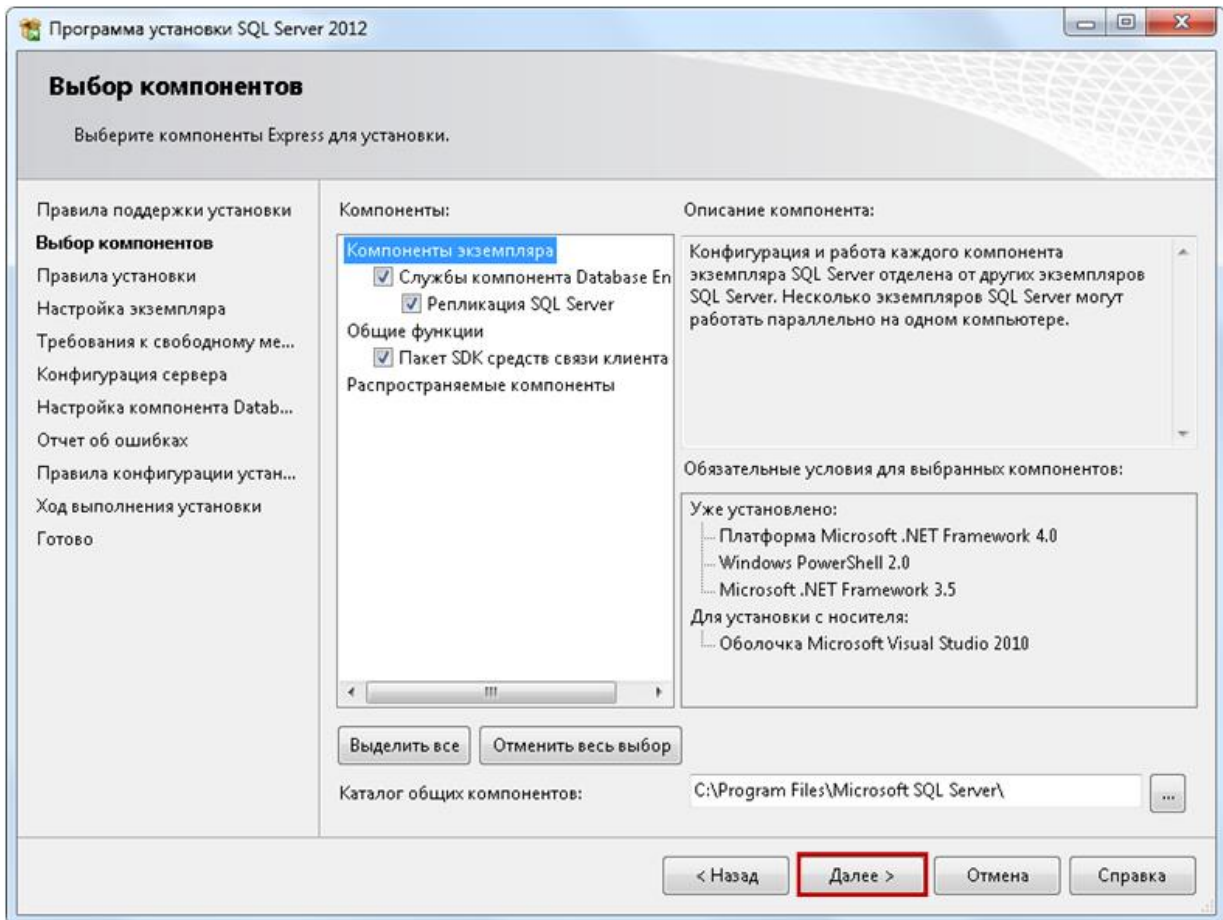 Программа установки SQL Server 2012
Выбор компонентов
Выберите компоненты Express для установки.
Правила поддержки установки
Выбор компонентов
Правила установки
Настройка экземпляра
Требования к свободному ме...
Конфигурация сервера
Настройка компонента Datab...
Отчет об ошибках
Правила конфигурации устан...
Ход выполнения установки
Готово
Компоненты:
Компоненты экземпляра
Службы компонента Database En
Репликация SQL Server
Общие функции
Пакет SDK средств связи клиента
Распространяемые компоненты
Описание компонента:
Конфигурация и работа каждого компонента
экземпляра SQL Server отделена от других экземпляров
SQL Server. Несколько экземпляров SQL Server могут
работать параллельно на одном компьютере.
Обязательные условия для выбранных компонентов:
Уже установлено:
Платформа Microsoft .NET Framework 4.0
Windows PowerShell 2.0
Microsoft .NET Framework 3.5
Для установки с носителя:
Оболочка Microsoft Visual Studio 2010
Выделить все
Отменить весь выбор
Каталог общих компонентов:
C:\Program Files\Microsoft SQL Server\
...
< Назад
Далее >
Отмена
Справка